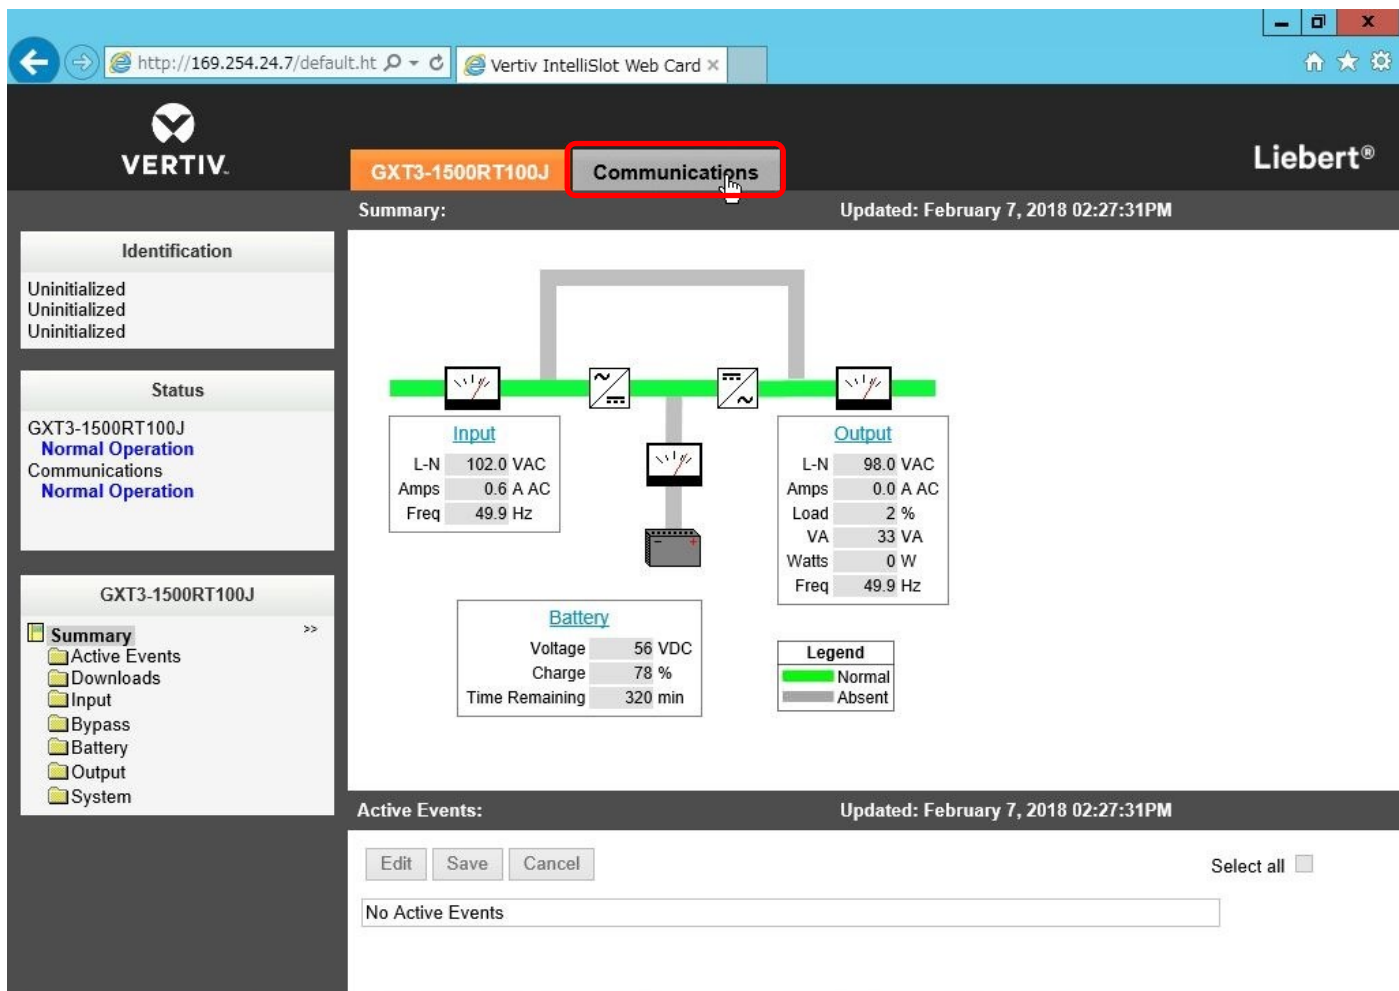 http://169.254.24.7/default.ht
Vertiv IntelliSlot Web Card
VERTIV.
GXT3-1500RT100J
Communications
Liebert®
Summary:
Updated: February 7, 2018 02:27:31PM
Identification
Uninitialized
Uninitialized
Uninitialized
Status
GXT3-1500RT100J
Normal Operation
Communications
Normal Operation
GXT3-1500RT100J
Summary >>
Active Events
Downloads
Input
Bypass
Battery
Output
System
Input
L-N 102.0 VAC
Amps 0.6 A AC
Freq 49.9 Hz
Output
L-N 98.0 VAC
Amps 0.0 A AC
Load 2 %
VA 33 VA
Watts 0 W
Freq 49.9 Hz
Battery
Voltage 56 VDC
Charge 78 %
Time Remaining 320 min
Legend
Normal
Absent
Active Events:
Updated: February 7, 2018 02:27:31PM
Edit Save Cancel
Select all
No Active Events